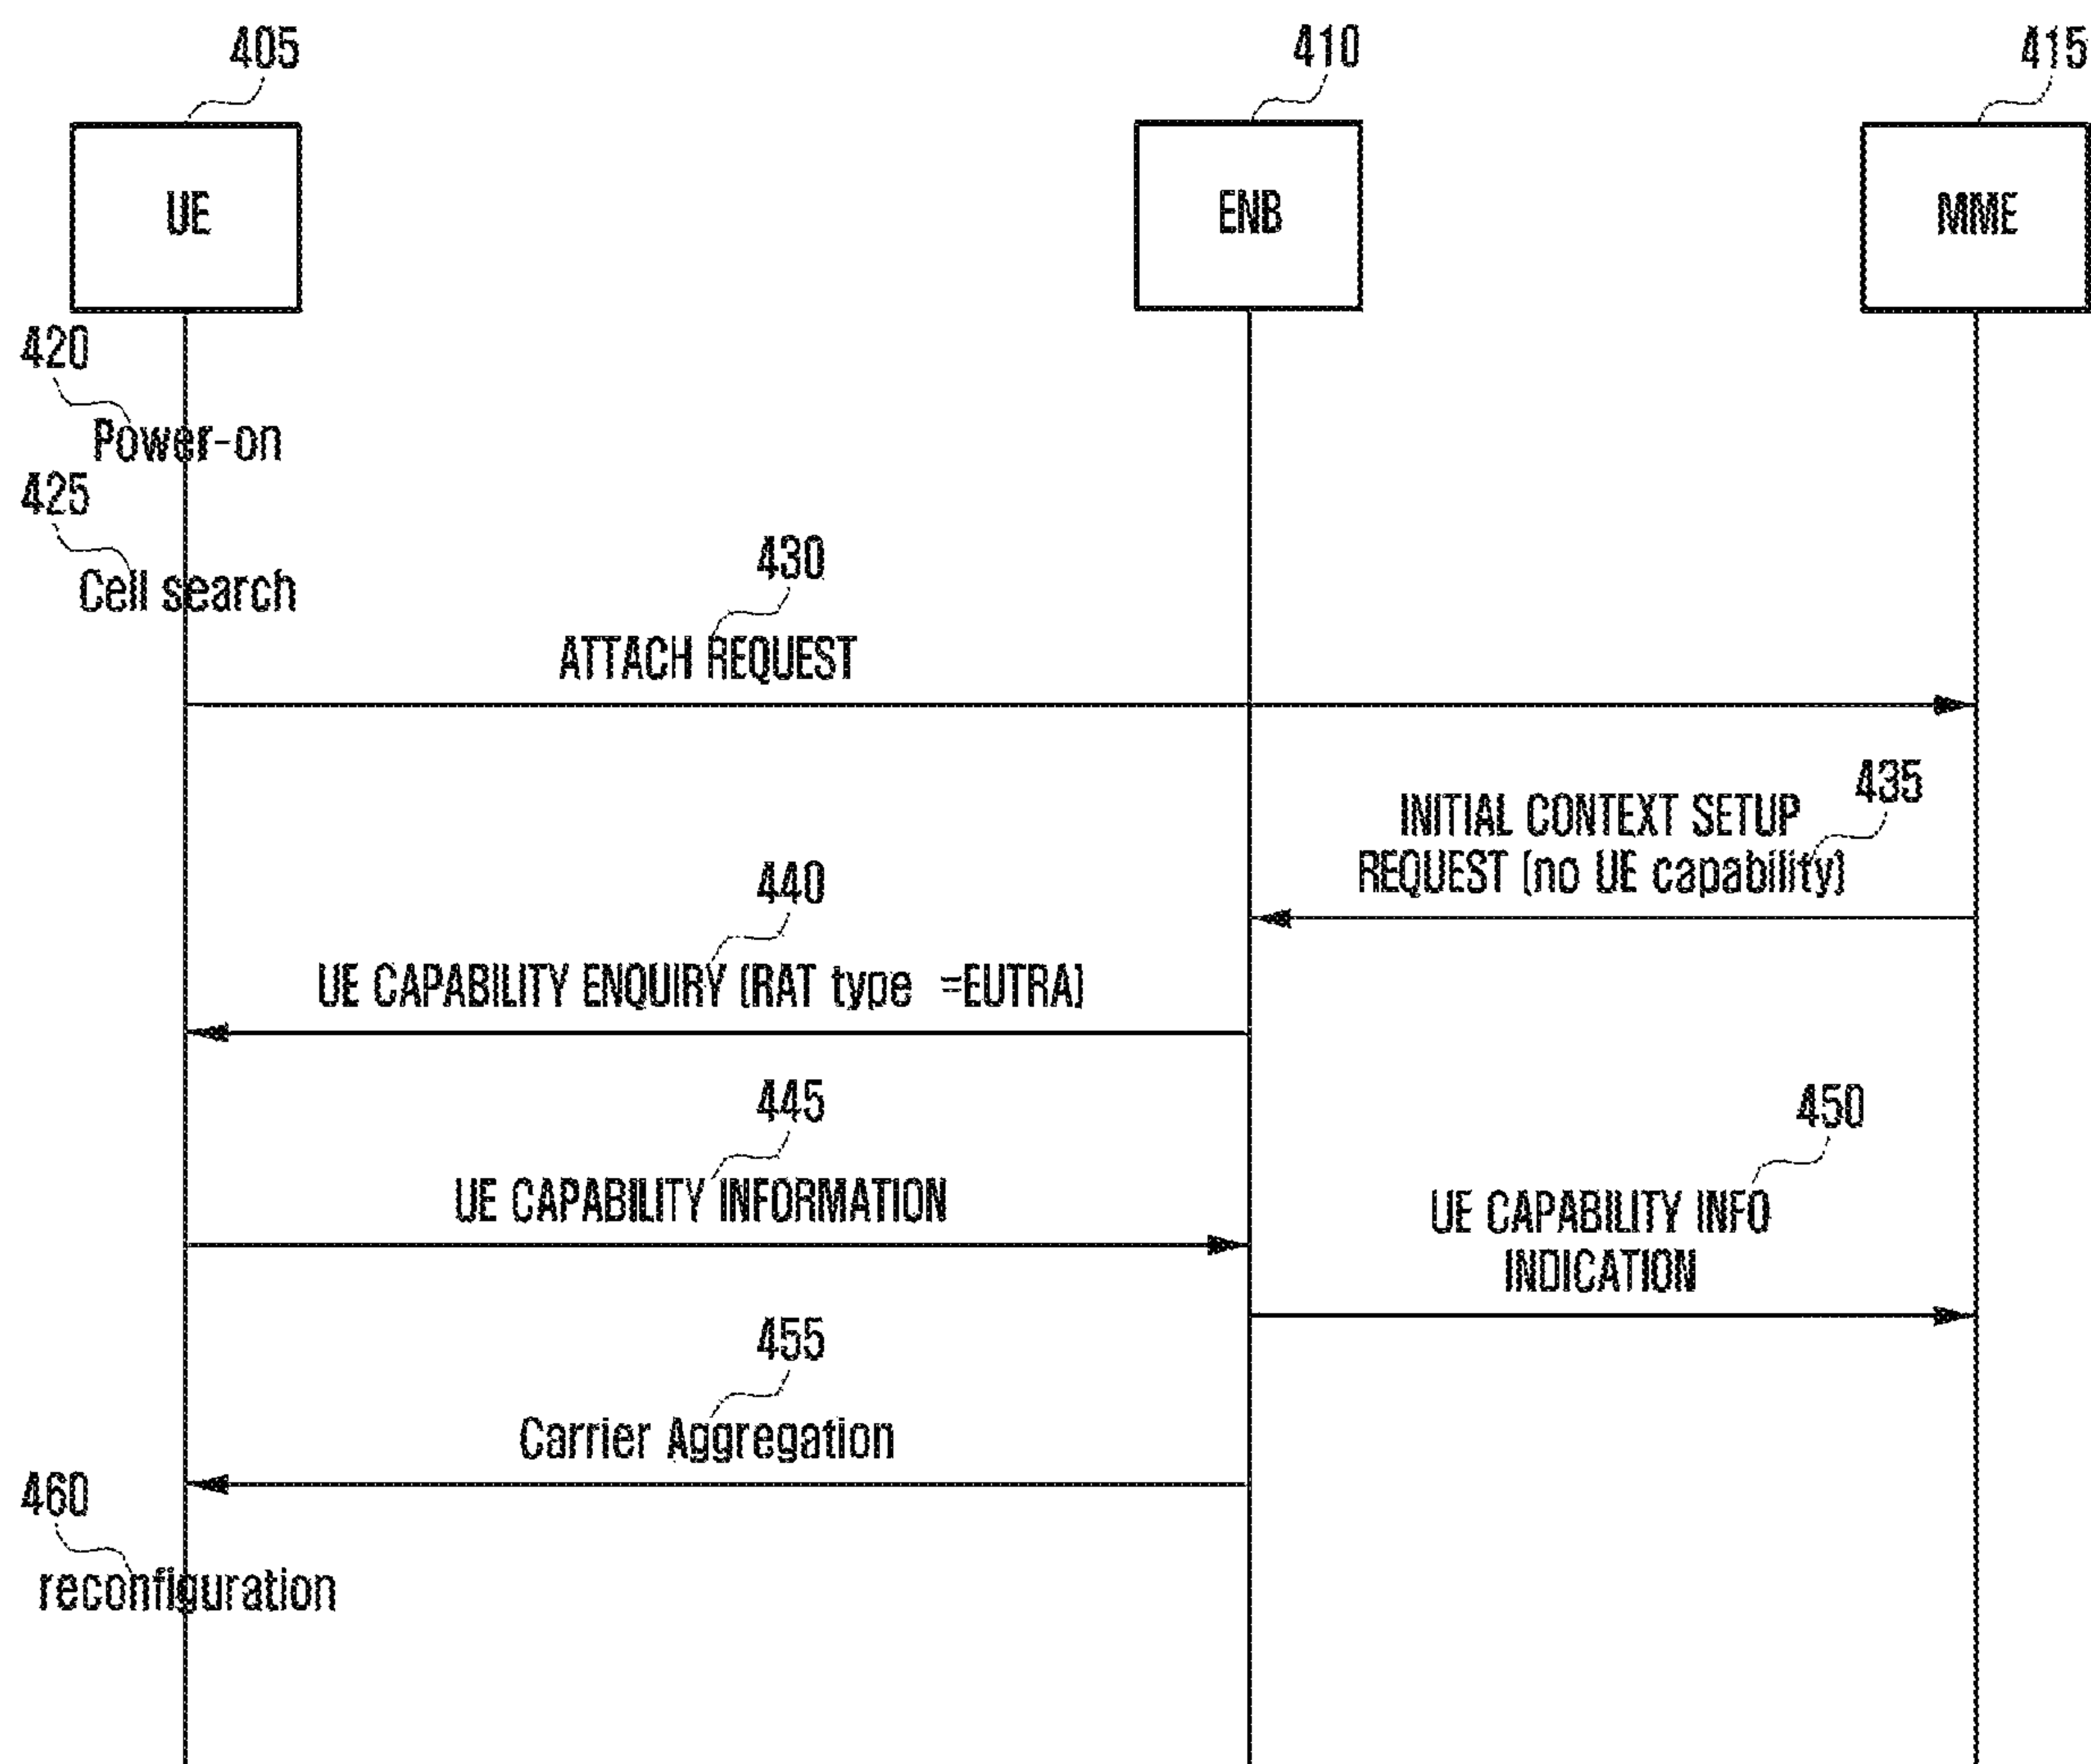 405
410
415
UE
ENB
MME
420
Power-on
425
Cell search
430
ATTACH REQUEST
435
INITIAL CONTEXT SETUP
REQUEST (no UE capability)
440
UE CAPABILITY ENQUIRY (RAT type =EUTRA)
445
UE CAPABILITY INFORMATION
450
UE CAPABILITY INFO
INDICATION
455
Carrier Aggregation
460
reconfiguration